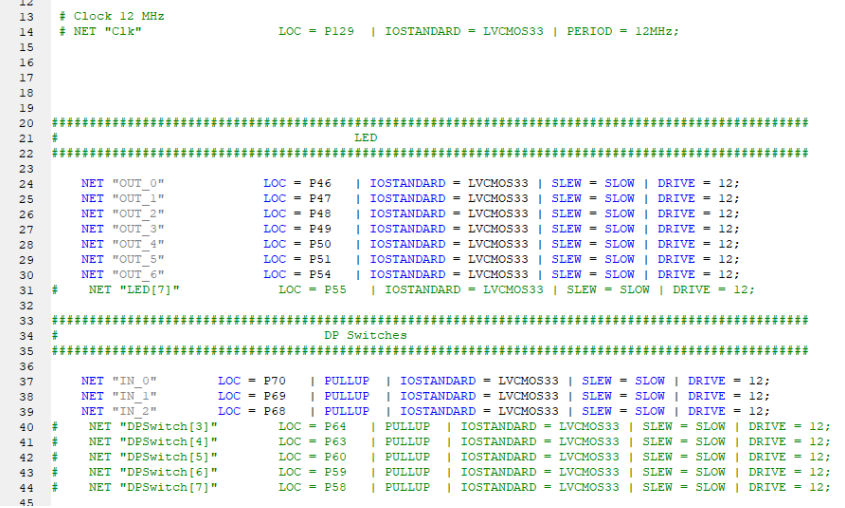 12
13 # Clock 12 MHz
14 # NET "Clk" LOC = P129 | IOSTANDARD = LVCMOS33 | PERIOD = 12MHz;
15
16
17
18
19
20 ####################################################################################################
21 # LED
22 ####################################################################################################
23
24 NET "OUT_0" LOC = P46 | IOSTANDARD = LVCMOS33 | SLEW = SLOW | DRIVE = 12;
25 NET "OUT_1" LOC = P47 | IOSTANDARD = LVCMOS33 | SLEW = SLOW | DRIVE = 12;
26 NET "OUT_2" LOC = P48 | IOSTANDARD = LVCMOS33 | SLEW = SLOW | DRIVE = 12;
27 NET "OUT_3" LOC = P49 | IOSTANDARD = LVCMOS33 | SLEW = SLOW | DRIVE = 12;
28 NET "OUT_4" LOC = P50 | IOSTANDARD = LVCMOS33 | SLEW = SLOW | DRIVE = 12;
29 NET "OUT_5" LOC = P51 | IOSTANDARD = LVCMOS33 | SLEW = SLOW | DRIVE = 12;
30 NET "OUT_6" LOC = P54 | IOSTANDARD = LVCMOS33 | SLEW = SLOW | DRIVE = 12;
31 # NET "LED[7]" LOC = P55 | IOSTANDARD = LVCMOS33 | SLEW = SLOW | DRIVE = 12;
32
33 ####################################################################################################
34 # DP Switches
35 ####################################################################################################
36
37 NET "IN_0" LOC = P70 | PULLUP | IOSTANDARD = LVCMOS33 | SLEW = SLOW | DRIVE = 12;
38 NET "IN_1" LOC = P69 | PULLUP | IOSTANDARD = LVCMOS33 | SLEW = SLOW | DRIVE = 12;
39 NET "IN_2" LOC = P68 | PULLUP | IOSTANDARD = LVCMOS33 | SLEW = SLOW | DRIVE = 12;
40 # NET "DPSwitch[3]" LOC = P64 | PULLUP | IOSTANDARD = LVCMOS33 | SLEW = SLOW | DRIVE = 12;
41 # NET "DPSwitch[4]" LOC = P63 | PULLUP | IOSTANDARD = LVCMOS33 | SLEW = SLOW | DRIVE = 12;
42 # NET "DPSwitch[5]" LOC = P60 | PULLUP | IOSTANDARD = LVCMOS33 | SLEW = SLOW | DRIVE = 12;
43 # NET "DPSwitch[6]" LOC = P59 | PULLUP | IOSTANDARD = LVCMOS33 | SLEW = SLOW | DRIVE = 12;
44 # NET "DPSwitch[7]" LOC = P58 | PULLUP | IOSTANDARD = LVCMOS33 | SLEW = SLOW | DRIVE = 12;
45